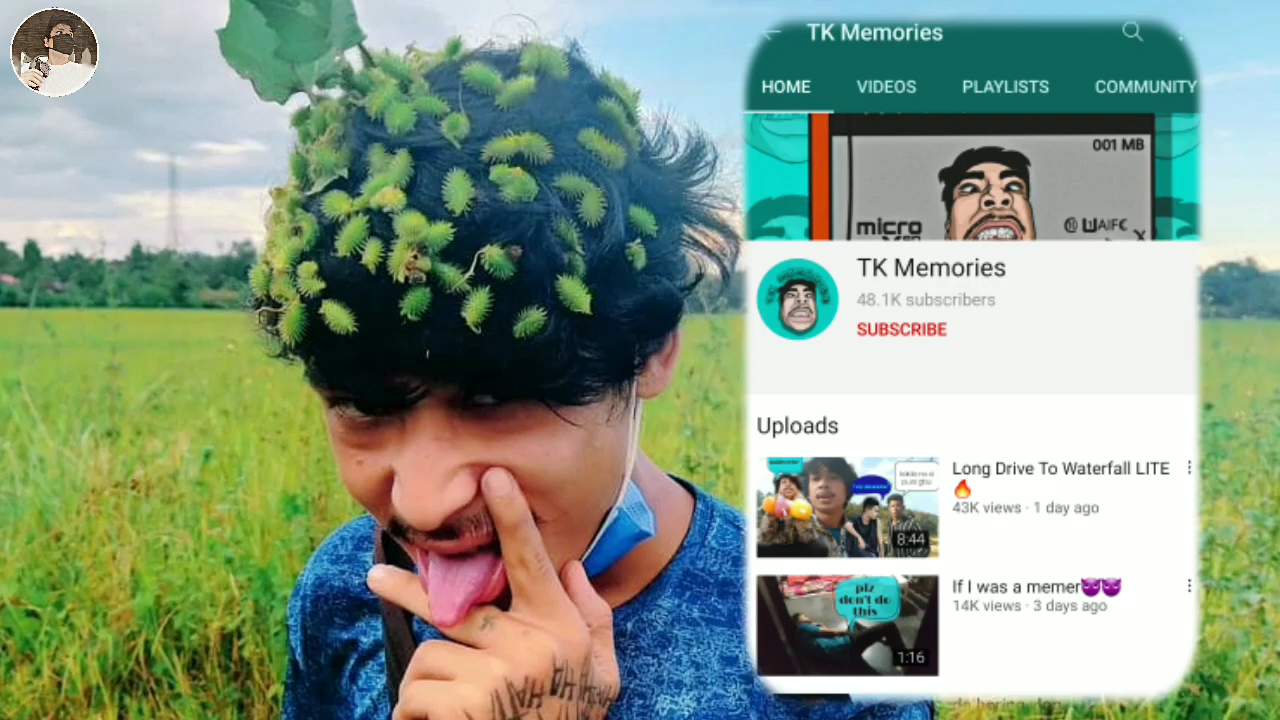 TK Memories
HOME VIDEOS PLAYLISTS COMMUNITY
001 MB
micro
TK Memories
48.1K subscribers
SUBSCRIBE
Uploads
Long Drive To Waterfall LITE
🔥
43K views · 1 day ago
8:44
If I was a memer😈😈
14K views · 3 days ago
plz
don't do
this
1:16